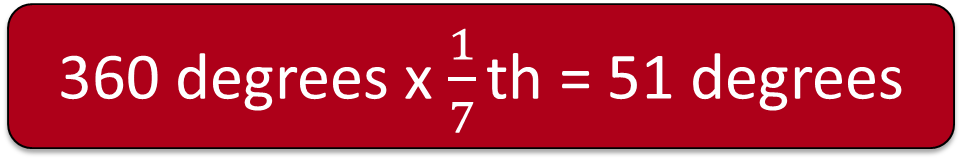 360 degrees x 1/7 th = 51 degrees